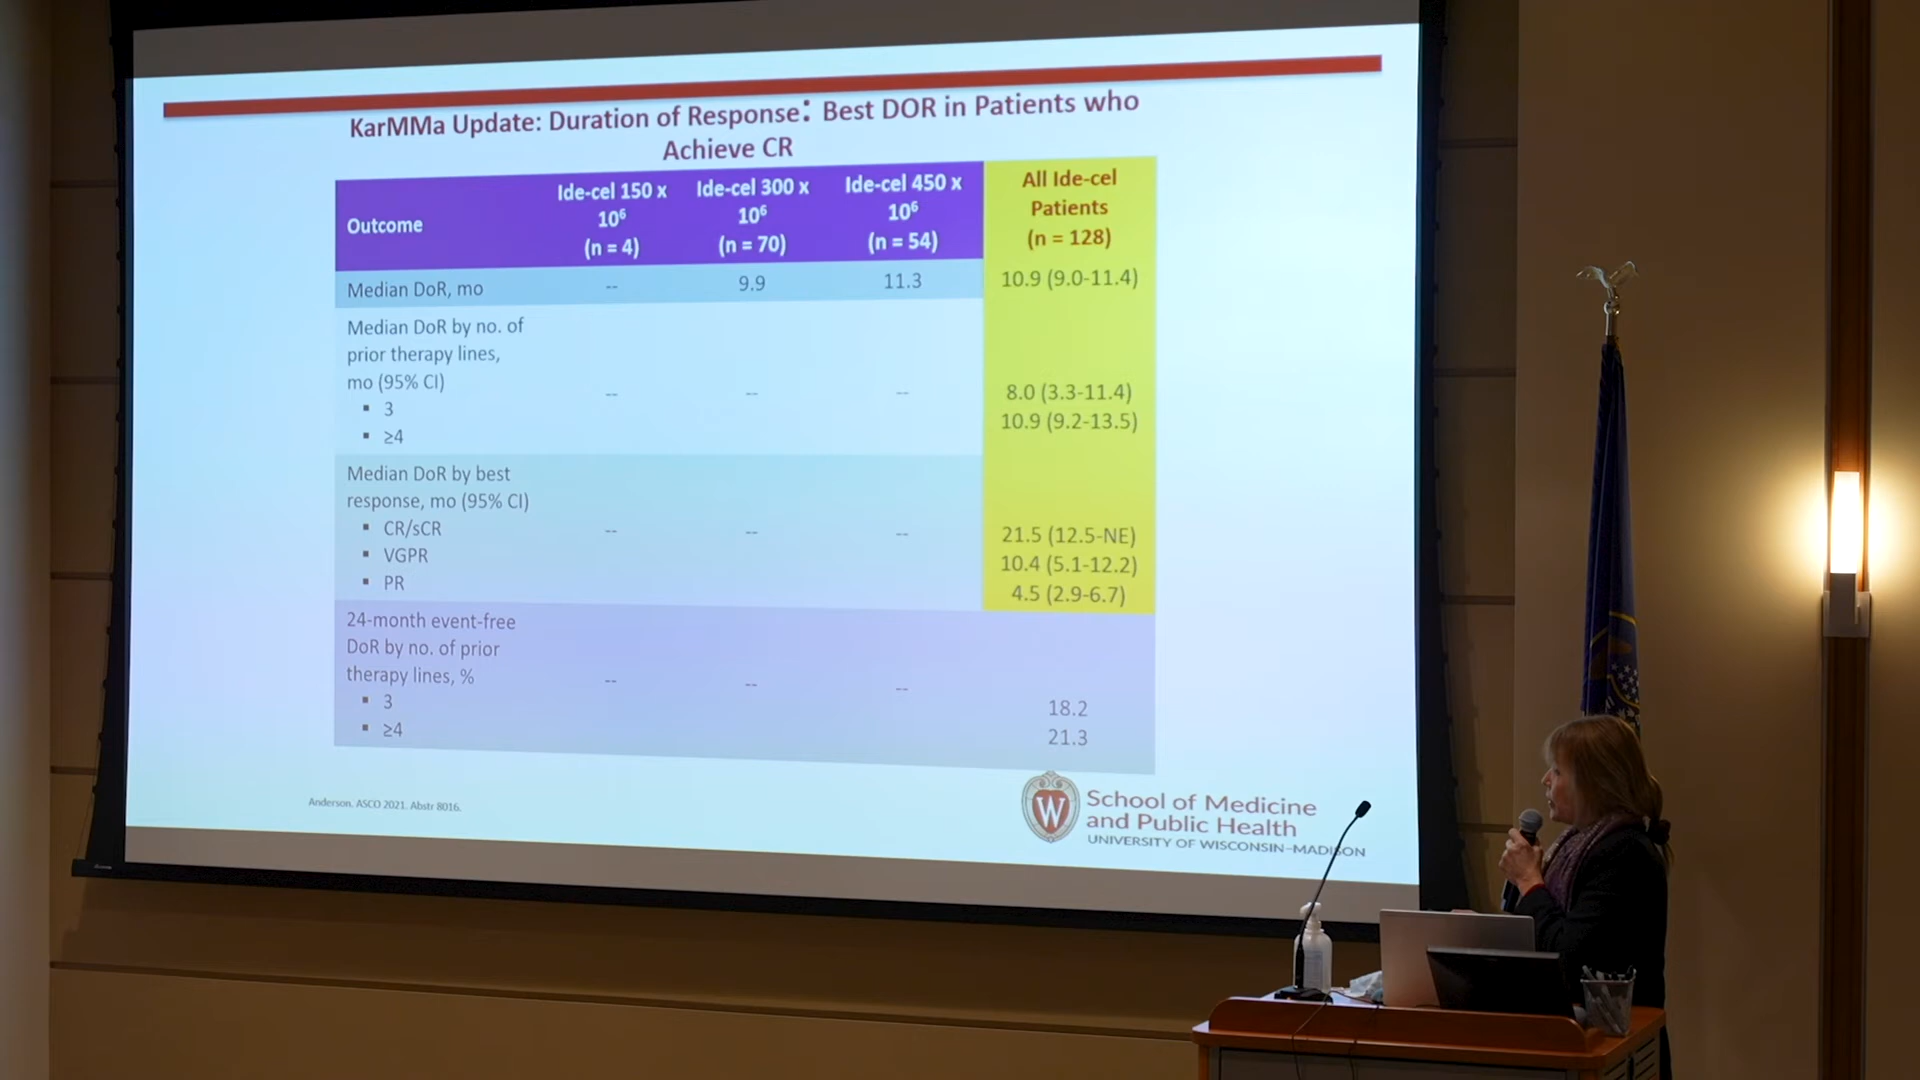 KarMMa Update: Duration of Response: Best DOR in Patients who
Achieve CR
Outcome
Ide-cel 150 x
10⁶
(n = 4)
Ide-cel 300 x
10⁶
(n = 70)
Ide-cel 450 x
10⁶
(n = 54)
All Ide-cel
Patients
(n = 128)
Median DoR, mo
--
9.9
11.3
10.9 (9.0-11.4)
Median DoR by no. of
prior therapy lines,
mo (95% CI)
▪ 3
▪ ≥4
--
--
--
8.0 (3.3-11.4)
10.9 (9.2-13.5)
Median DoR by best
response, mo (95% CI)
▪ CR/sCR
▪ VGPR
▪ PR
--
--
--
21.5 (12.5-NE)
10.4 (5.1-12.2)
4.5 (2.9-6.7)
24-month event-free
DoR by no. of prior
therapy lines, %
▪ 3
▪ ≥4
--
--
--
18.2
21.3
Anderson. ASCO 2021. Abstr 8016.
W
School of Medicine
and Public Health
UNIVERSITY OF WISCONSIN–MADISON